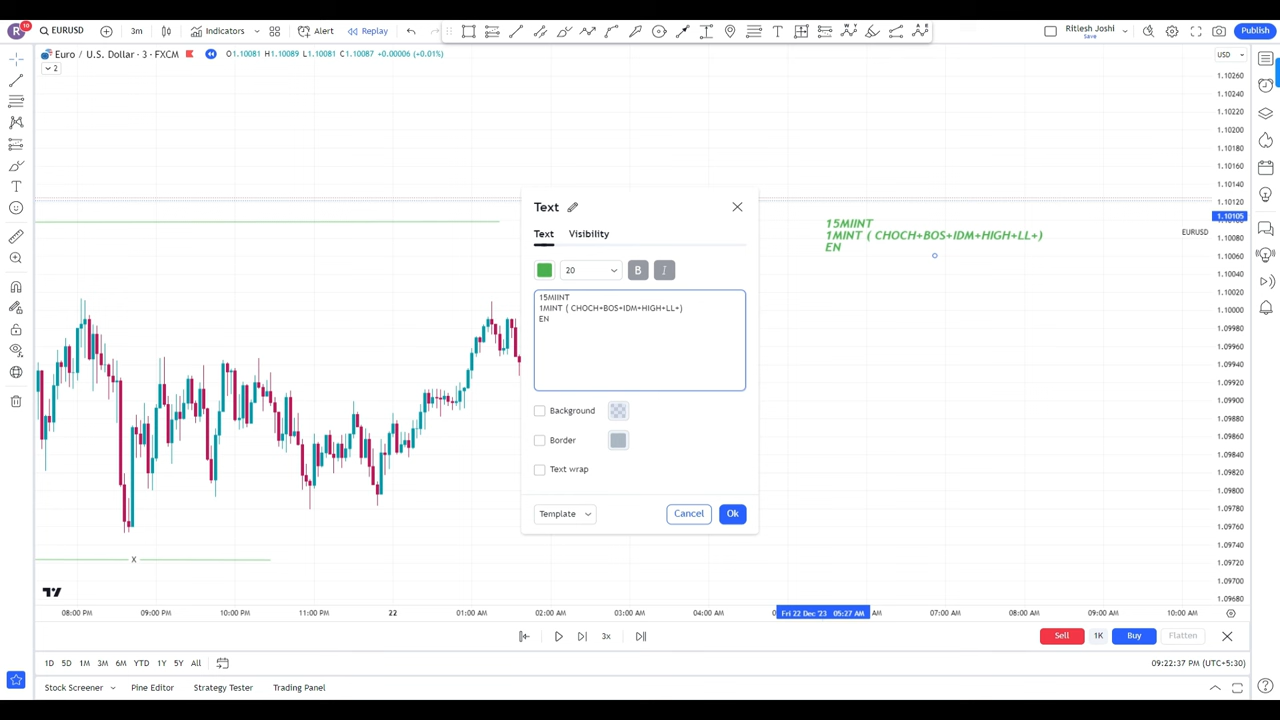 R 10 EURUSD 3m Indicators Alert Replay Ritesh Joshi Save Publish
Euro / U.S. Dollar · 3 · FXCM O1.10081 H1.10089 L1.10081 C1.10087 +0.00006 (+0.01%) USD
2
1.10260
1.10240
1.10220
1.10200
1.10180
1.10160
1.10140
1.10120
1.10105
1.10080
1.10060
1.10040
1.10020
1.10000
1.09980
1.09960
1.09940
1.09920
1.09900
1.09880
1.09860
1.09840
1.09820
1.09800
1.09780
1.09760
1.09740
1.09720
1.09700
1.09680
EURUSD
15MIINT
1MINT ( CHOCH+BOS+IDM+HIGH+LL+)
EN
Text
Text Visibility
20 B I
15MIINT
1MINT ( CHOCH+BOS+IDM+HIGH+LL+)
EN
Background
Border
Text wrap
Template Cancel Ok
X
08:00 PM 09:00 PM 10:00 PM 11:00 PM 22 01:00 AM 02:00 AM 03:00 AM 04:00 AM Fri 22 Dec '23 05:27 AM AM 07:00 AM 08:00 AM 09:00 AM 10:00 AM
3x Sell 1K Buy Flatten
1D 5D 1M 3M 6M YTD 1Y 5Y All 09:22:37 PM (UTC+5:30)
Stock Screener Pine Editor Strategy Tester Trading Panel